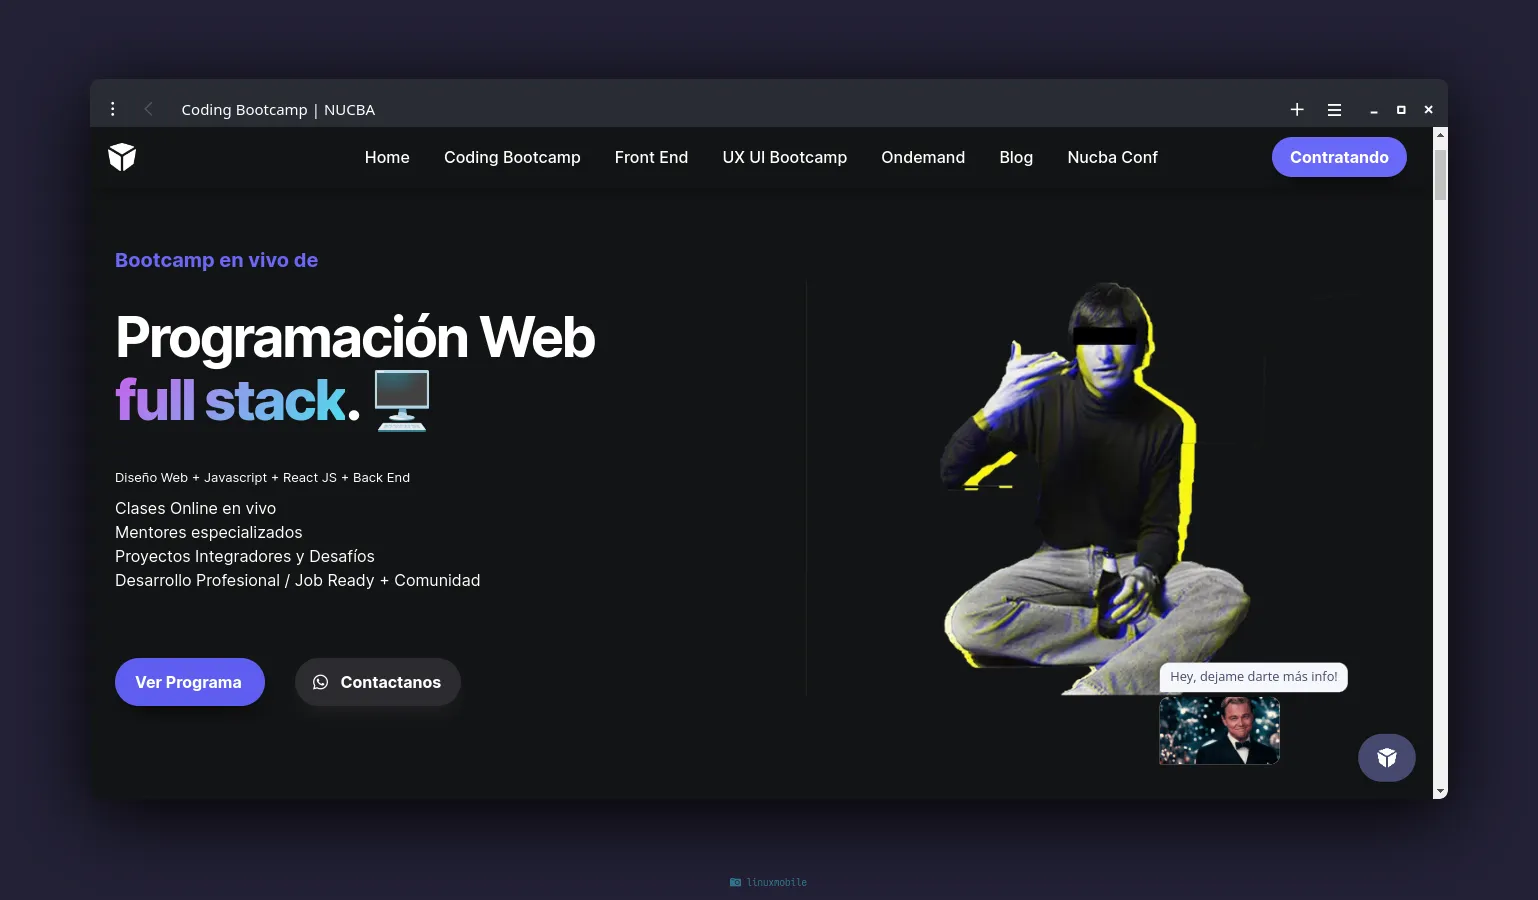 Coding Bootcamp | NUCBA
Home Coding Bootcamp Front End UX UI Bootcamp Ondemand Blog Nucba Conf Contratando
Bootcamp en vivo de
Programación Web
full stack.
Diseño Web + Javascript + React JS + Back End
Clases Online en vivo
Mentores especializados
Proyectos Integradores y Desafíos
Desarrollo Profesional / Job Ready + Comunidad
Ver Programa Contactanos
Hey, dejame darte más info!
linuxmobile